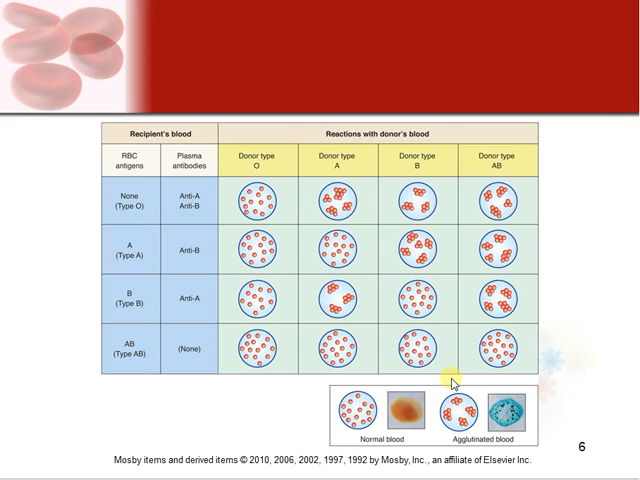 Recipient's blood
Reactions with donor's blood
RBC antigens
Plasma antibodies
Donor type O
Donor type A
Donor type B
Donor type AB
None (Type O)
Anti-A Anti-B
A (Type A)
Anti-B
B (Type B)
Anti-A
AB (Type AB)
(None)
Normal blood
Agglutinated blood
6
Mosby items and derived items © 2010, 2006, 2002, 1997, 1992 by Mosby, Inc., an affiliate of Elsevier Inc.